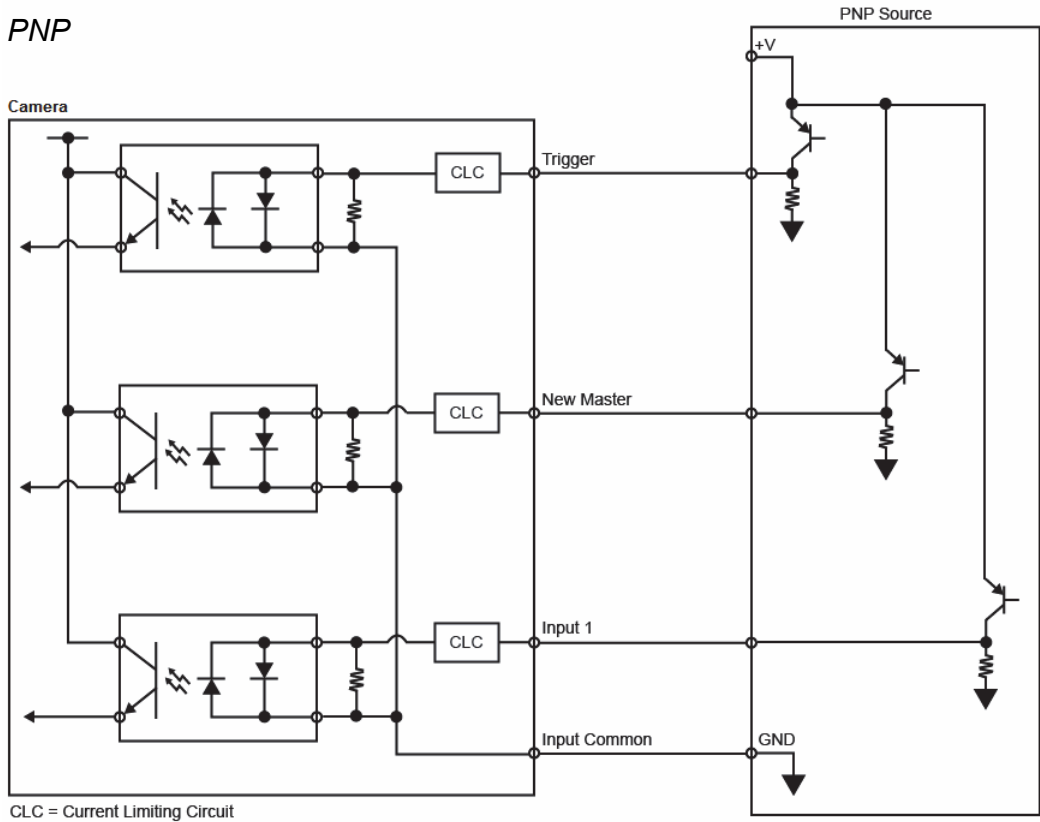 PNP
PNP Source
+V
Camera
CLC
Trigger
CLC
New Master
CLC
Input 1
Input Common
GND
CLC = Current Limiting Circuit